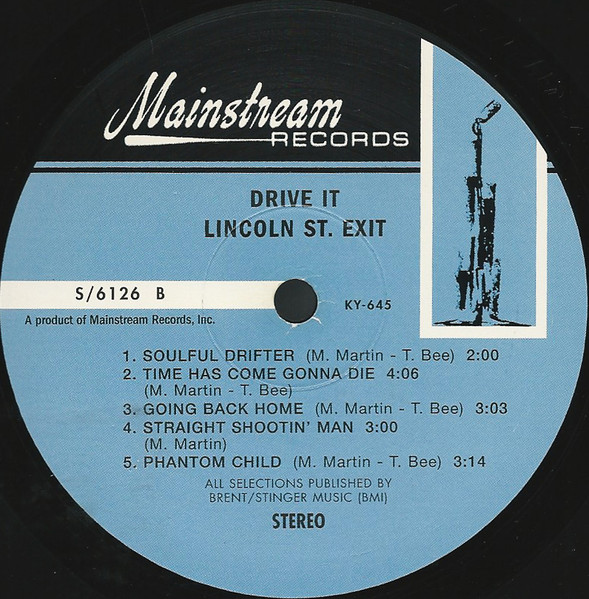 Mainstream
RECORDS
DRIVE IT
LINCOLN ST. EXIT
S/6126 B
KY-645
A product of Mainstream Records, Inc.
1. SOULFUL DRIFTER (M. Martin - T. Bee) 2:00
2. TIME HAS COME GONNA DIE 4:06
(M. Martin - T. Bee)
3. GOING BACK HOME (M. Martin - T. Bee) 3:03
4. STRAIGHT SHOOTIN' MAN 3:00
(M. Martin)
5. PHANTOM CHILD (M. Martin - T. Bee) 3:14
ALL SELECTIONS PUBLISHED BY
BRENT/STINGER MUSIC (BMI)
STEREO